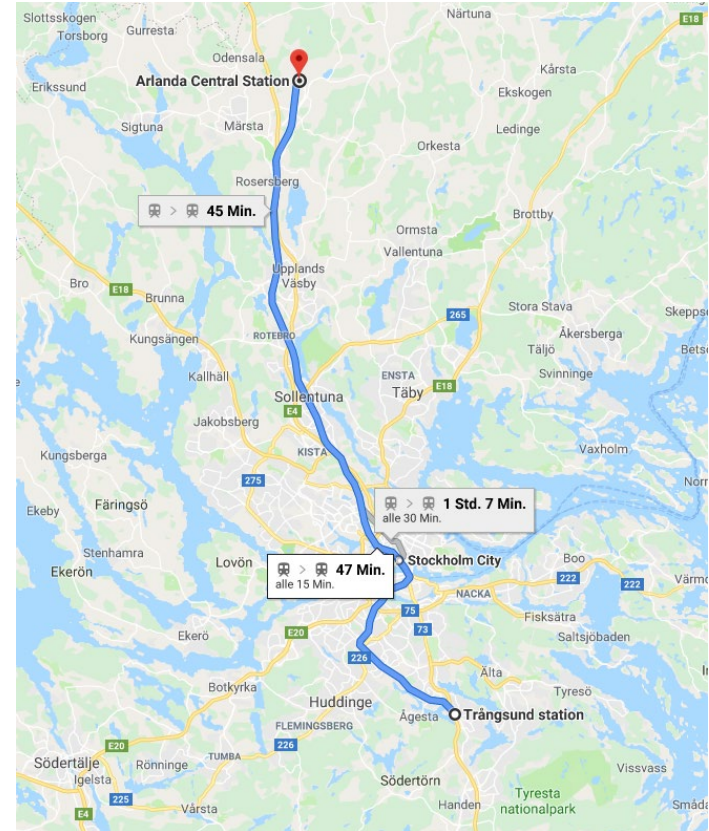 Slottsskogen
Torsborg
Gurresta
Närtuna
E18
Odensala
Kårsta
Arlanda Central Station
Erikssund
Ekskogen
Sigtuna
Märsta
Ledinge
Orkesta
Rosersberg
> 45 Min.
Brottby
Ormsta
Vallentuna
Upplands
Väsby
Bro
E18
Brunna
265
Stora Stava
Skeppso
Kungsängen
ROTEBRO
Åkersberga
Täljö
Betse
Kallhäll
ENSTA
Svinninge
Sollentuna
Täby
E18
E4
Jakobsberg
KISTA
Vaxholm
Kungsberga
275
Norr
Ekeby
Färingsö
> 1 Std. 7 Min.
alle 30 Min.
Stenhamra
Lovön
Stockholm City
Boo
Ekerön
> 47 Min.
alle 15 Min.
222
222
Värmd
NACKA
75
Fisksätra
73
Ekerö
E20
Saltsjöbaden
226
Älta
Botkyrka
Tyresö
Huddinge
Ågesta
Trångsund station
FLEMINGSBERG
E20
226
Södertälje
Rönninge
TUMBA
Vissvass
Igelsta
Södertörn
225
Tyresta
nationalpark
Vårsta
Handen
Småda
E4